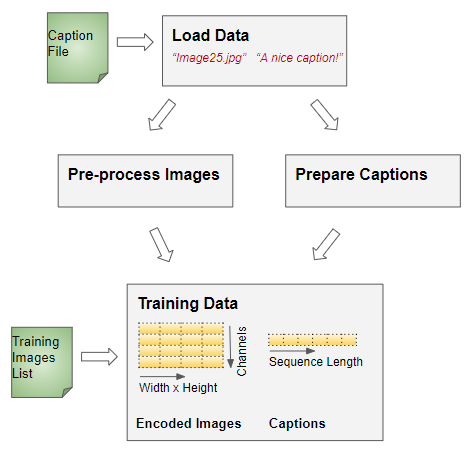 Caption
File
Load Data
“Image25.jpg” “A nice caption!”
Pre-process Images
Prepare Captions
Training
Images
List
Training Data
Channels
Width x Height
Sequence Length
Encoded Images
Captions